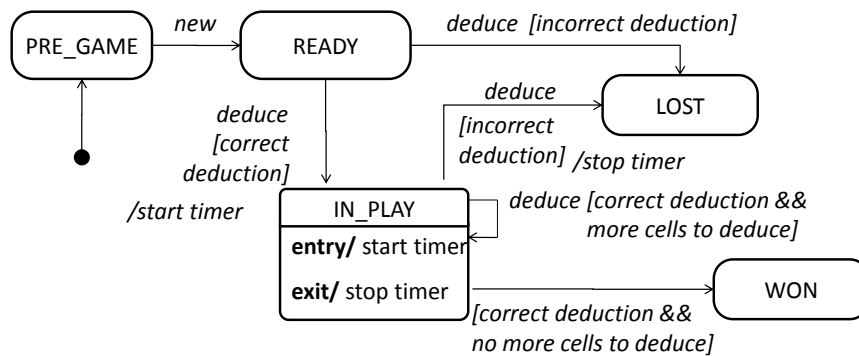 new
deduce [incorrect deduction]
PRE_GAME
READY
deduce
[correct
deduction]
/start timer
deduce
[incorrect
deduction] /stop timer
LOST
IN_PLAY
entry/ start timer
exit/ stop timer
deduce [correct deduction &&
more cells to deduce]
WON
[correct deduction &&
no more cells to deduce]